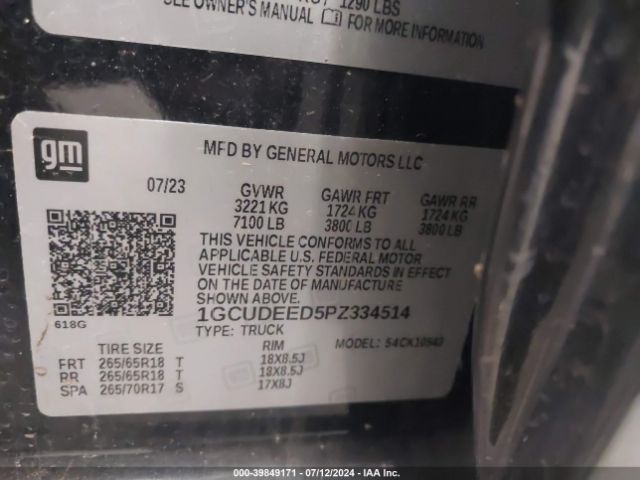 1290 LBS
SEE OWNER'S MANUAL FOR MORE INFORMATION
gm
MFD BY GENERAL MOTORS LLC
07/23
GVWR GAWR FRT GAWR RR
3221 KG 1724 KG 1724 KG
7100 LB 3800 LB 3800 LB
THIS VEHICLE CONFORMS TO ALL
APPLICABLE U.S. FEDERAL MOTOR
VEHICLE SAFETY STANDARDS IN EFFECT
ON THE DATE OF MANUFACTURE
SHOWN ABOVE.
618G
1GCUDEED5PZ334514
TYPE: TRUCK
MODEL: 54CK10543
TIRE SIZE RIM
FRT 265/65R18 T 18X8.5J
RR 265/65R18 T 18X8.5J
SPA 265/70R17 S 17X8J
000-39849171 - 07/12/2024 - IAA Inc.